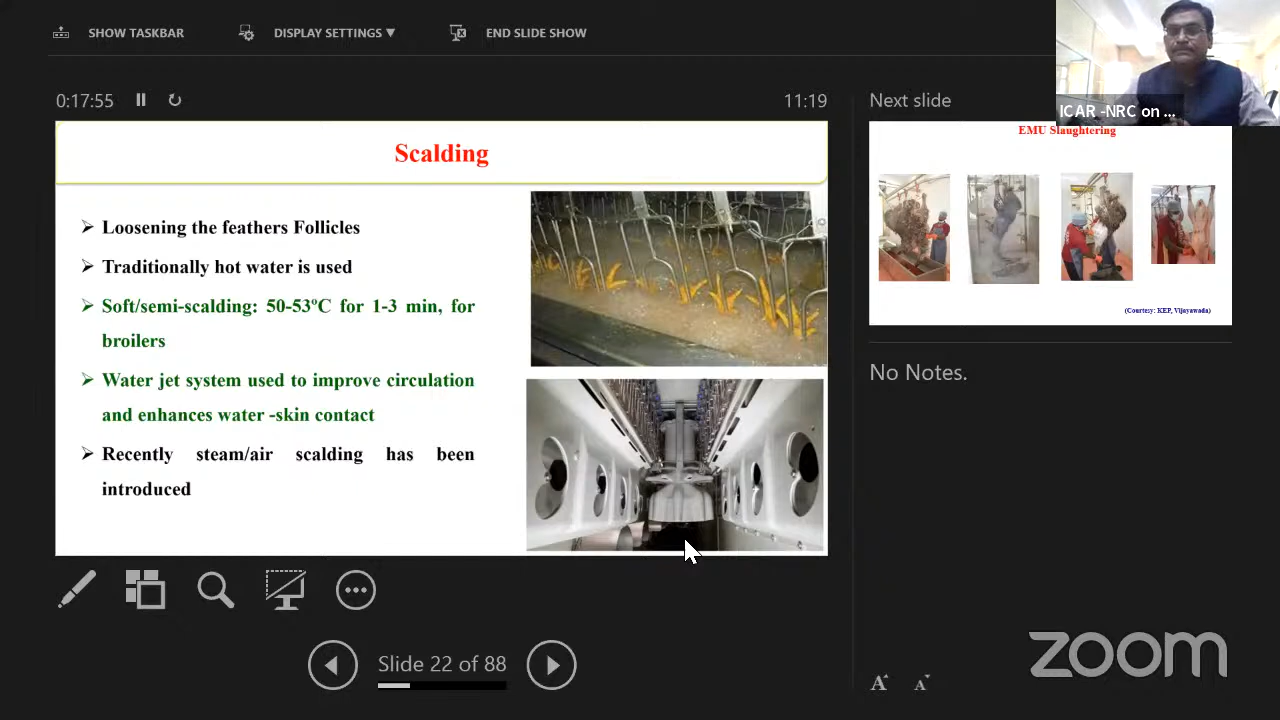 SHOW TASKBAR
DISPLAY SETTINGS ▼
END SLIDE SHOW
0:17:55
11:19
Next slide
ICAR -NRC on ...
Scalding
➢ Loosening the feathers Follicles
➢ Traditionally hot water is used
➢ Soft/semi-scalding: 50-53ºC for 1-3 min, for
broilers
➢ Water jet system used to improve circulation
and enhances water -skin contact
➢ Recently steam/air scalding has been
introduced
EMU Slaughtering
(Courtesy: KEP, Vijayawada)
No Notes.
Slide 22 of 88
A A
zoom